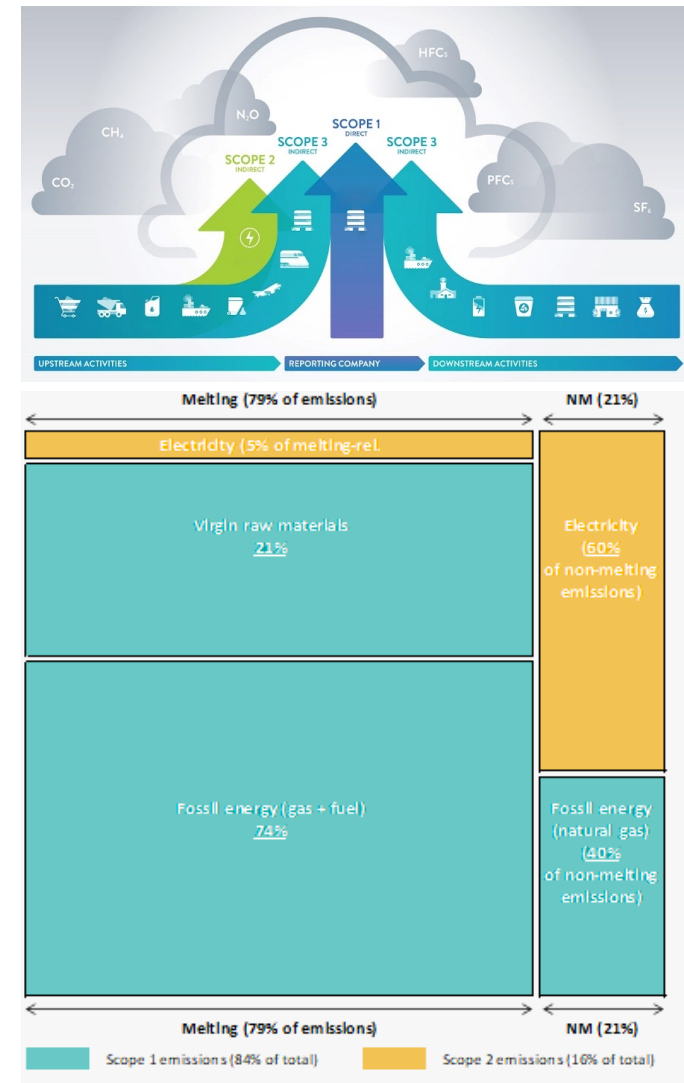 HFCs
N₂O
CH₄
CO₂
SCOPE 1
DIRECT
SCOPE 3
INDIRECT
SCOPE 3
INDIRECT
SCOPE 2
INDIRECT
PFCs
SF₆
UPSTREAM ACTIVITIES
REPORTING COMPANY
DOWNSTREAM ACTIVITIES
Melting (79% of emissions)
NM (21%)
Electricity (5% of melting-rel.
Virgin raw materials
21%
Electricity
(60%
of non-melting
emissions)
Fossil energy (gas + fuel)
74%
Fossil energy
(natural gas)
(40%
of non-melting
emissions)
Melting (79% of emissions)
NM (21%)
Scope 1 emissions (84% of total)
Scope 2 emissions (16% of total)